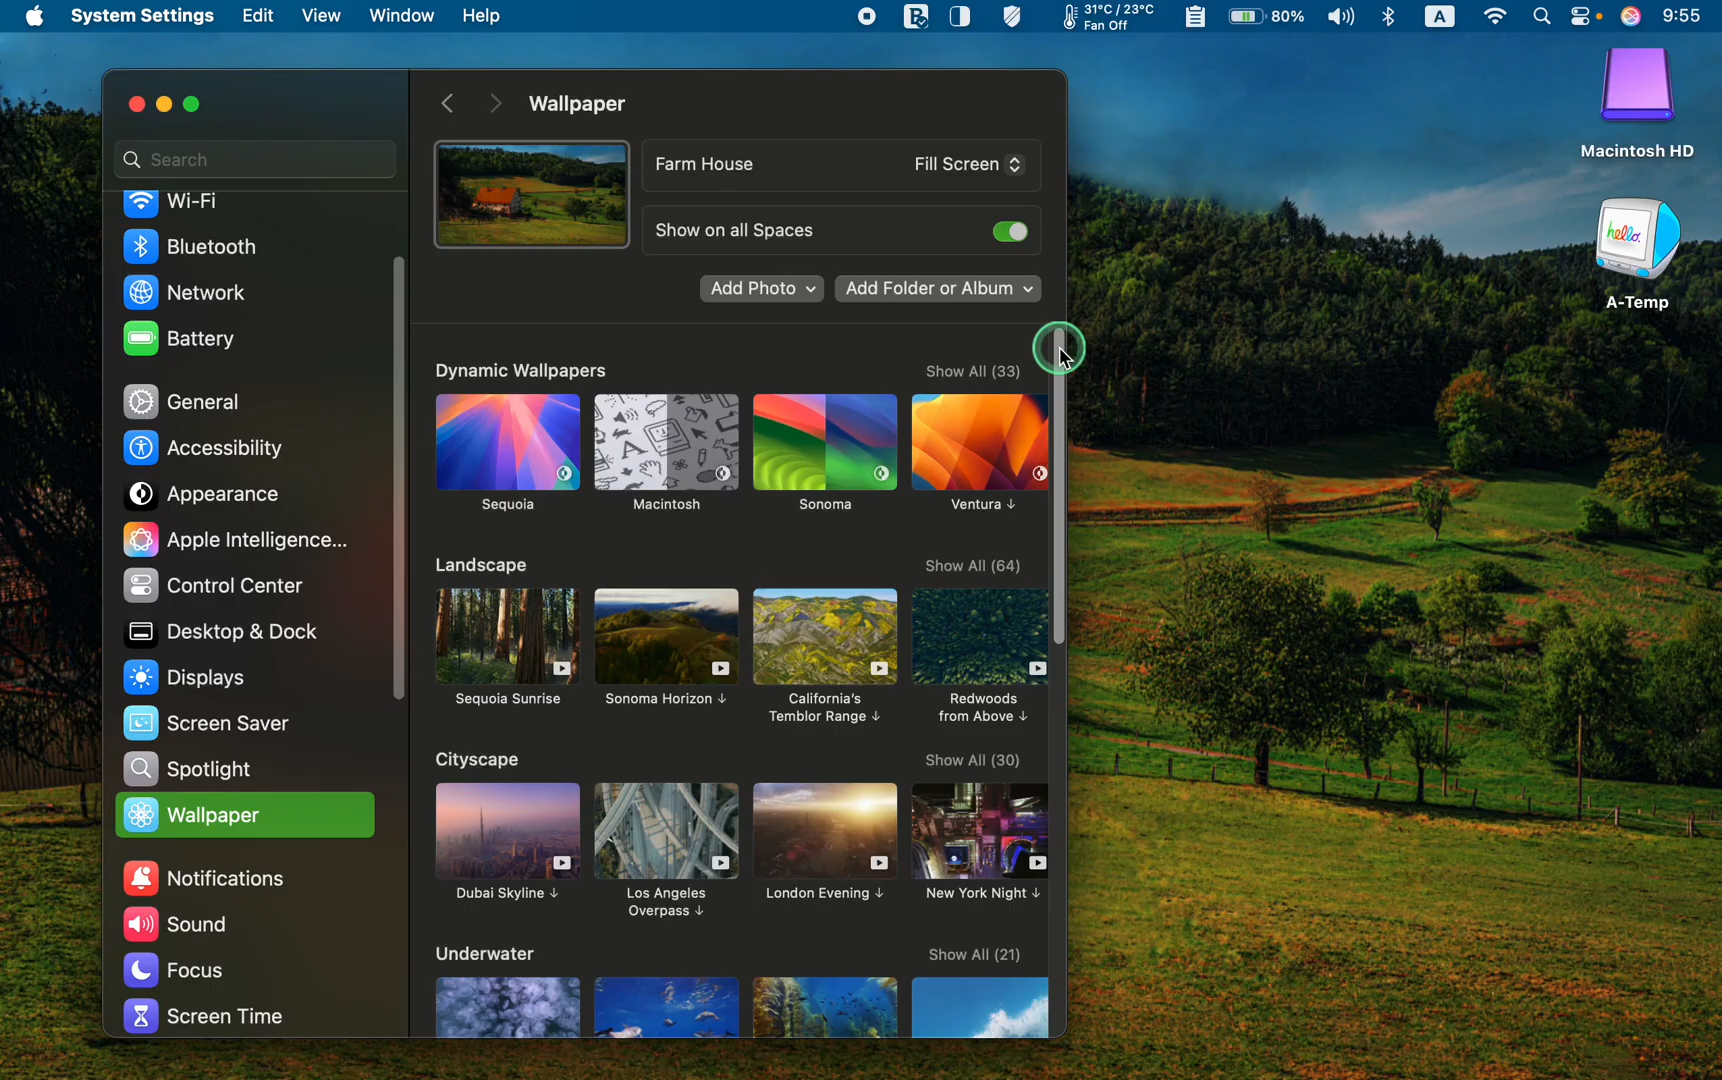 System Settings Edit View Window Help
31°C / 23°C
Fan Off
80%
A
9:55
Macintosh HD
hello.
A-Temp
Search
Wi-Fi
Bluetooth
Network
Battery
General
Accessibility
Appearance
Apple Intelligence...
Control Center
Desktop & Dock
Displays
Screen Saver
Spotlight
Wallpaper
Notifications
Sound
Focus
Screen Time
Wallpaper
Farm House Fill Screen
Show on all Spaces
Add Photo Add Folder or Album
Dynamic Wallpapers Show All (33)
Sequoia Macintosh Sonoma Ventura ↓
Landscape Show All (64)
Sequoia Sunrise Sonoma Horizon ↓ California's Redwoods
Temblor Range ↓ from Above ↓
Cityscape Show All (30)
Dubai Skyline ↓ Los Angeles London Evening ↓ New York Night ↓
Overpass ↓
Underwater Show All (21)